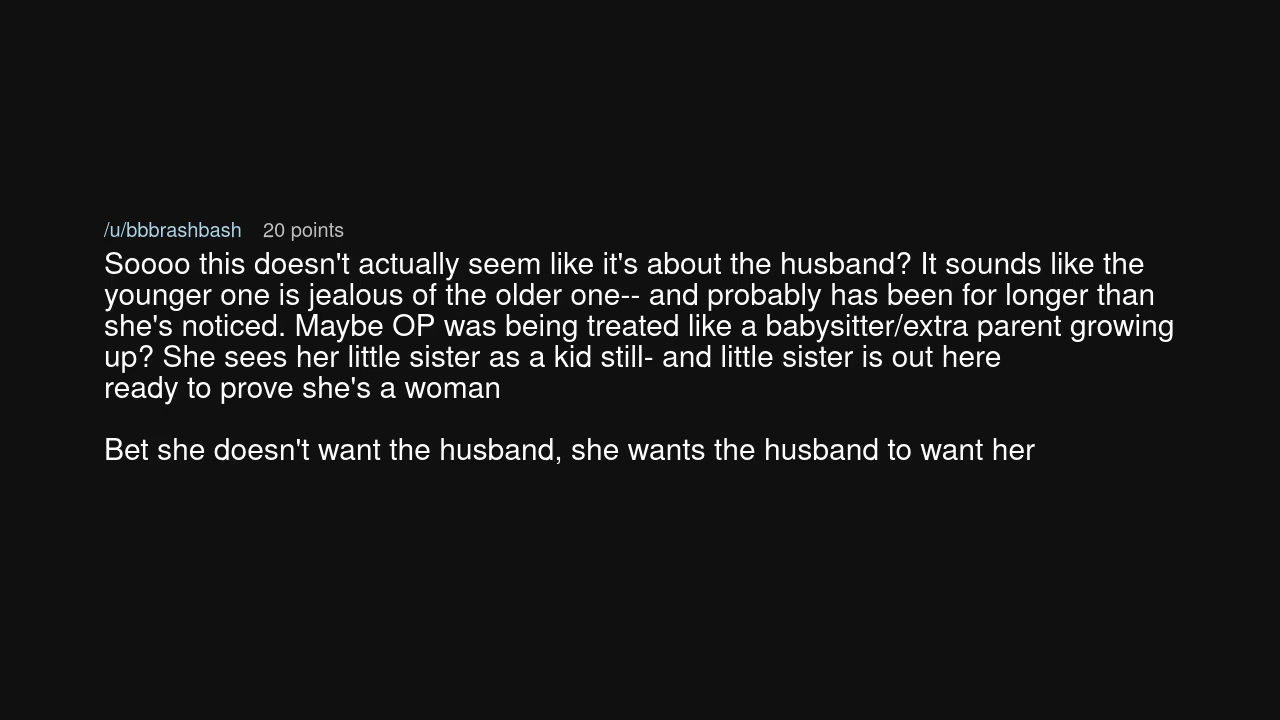 /u/bbbrashbash 20 points
Soooo this doesn't actually seem like it's about the husband? It sounds like the
younger one is jealous of the older one-- and probably has been for longer than
she's noticed. Maybe OP was being treated like a babysitter/extra parent growing
up? She sees her little sister as a kid still- and little sister is out here
ready to prove she's a woman
Bet she doesn't want the husband, she wants the husband to want her